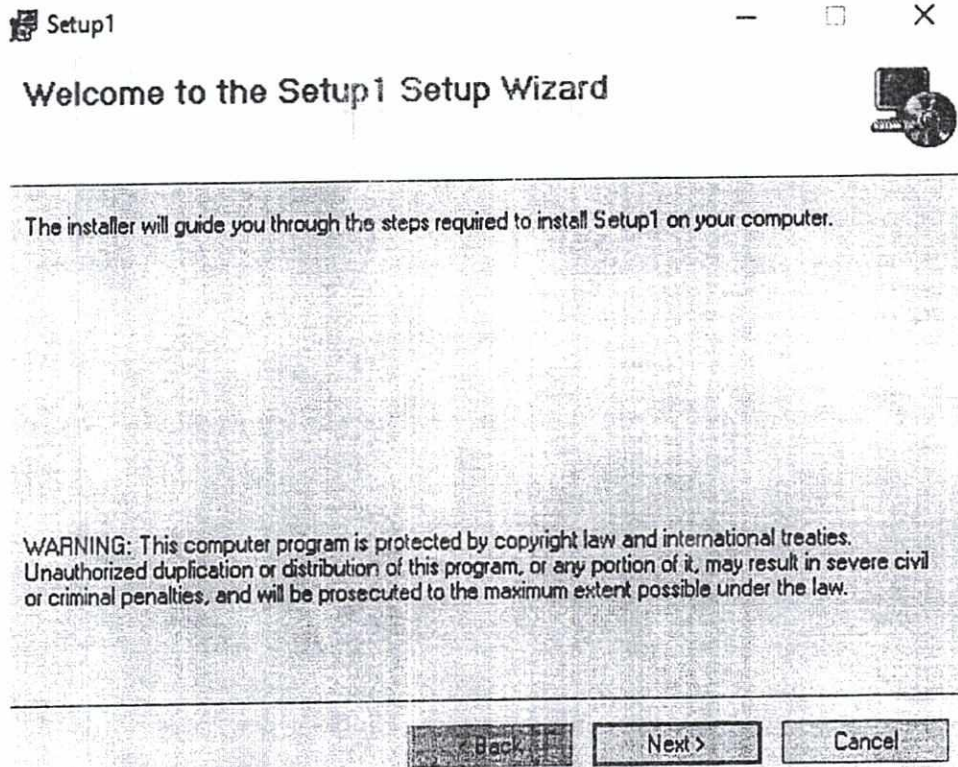 Setup1
Welcome to the Setup1 Setup Wizard
The installer will guide you through the steps required to install Setup1 on your computer.
WARNING: This computer program is protected by copyright law and international treaties.
Unauthorized duplication or distribution of this program, or any portion of it, may result in severe civil
or criminal penalties, and will be prosecuted to the maximum extent possible under the law.
< Back
Next >
Cancel